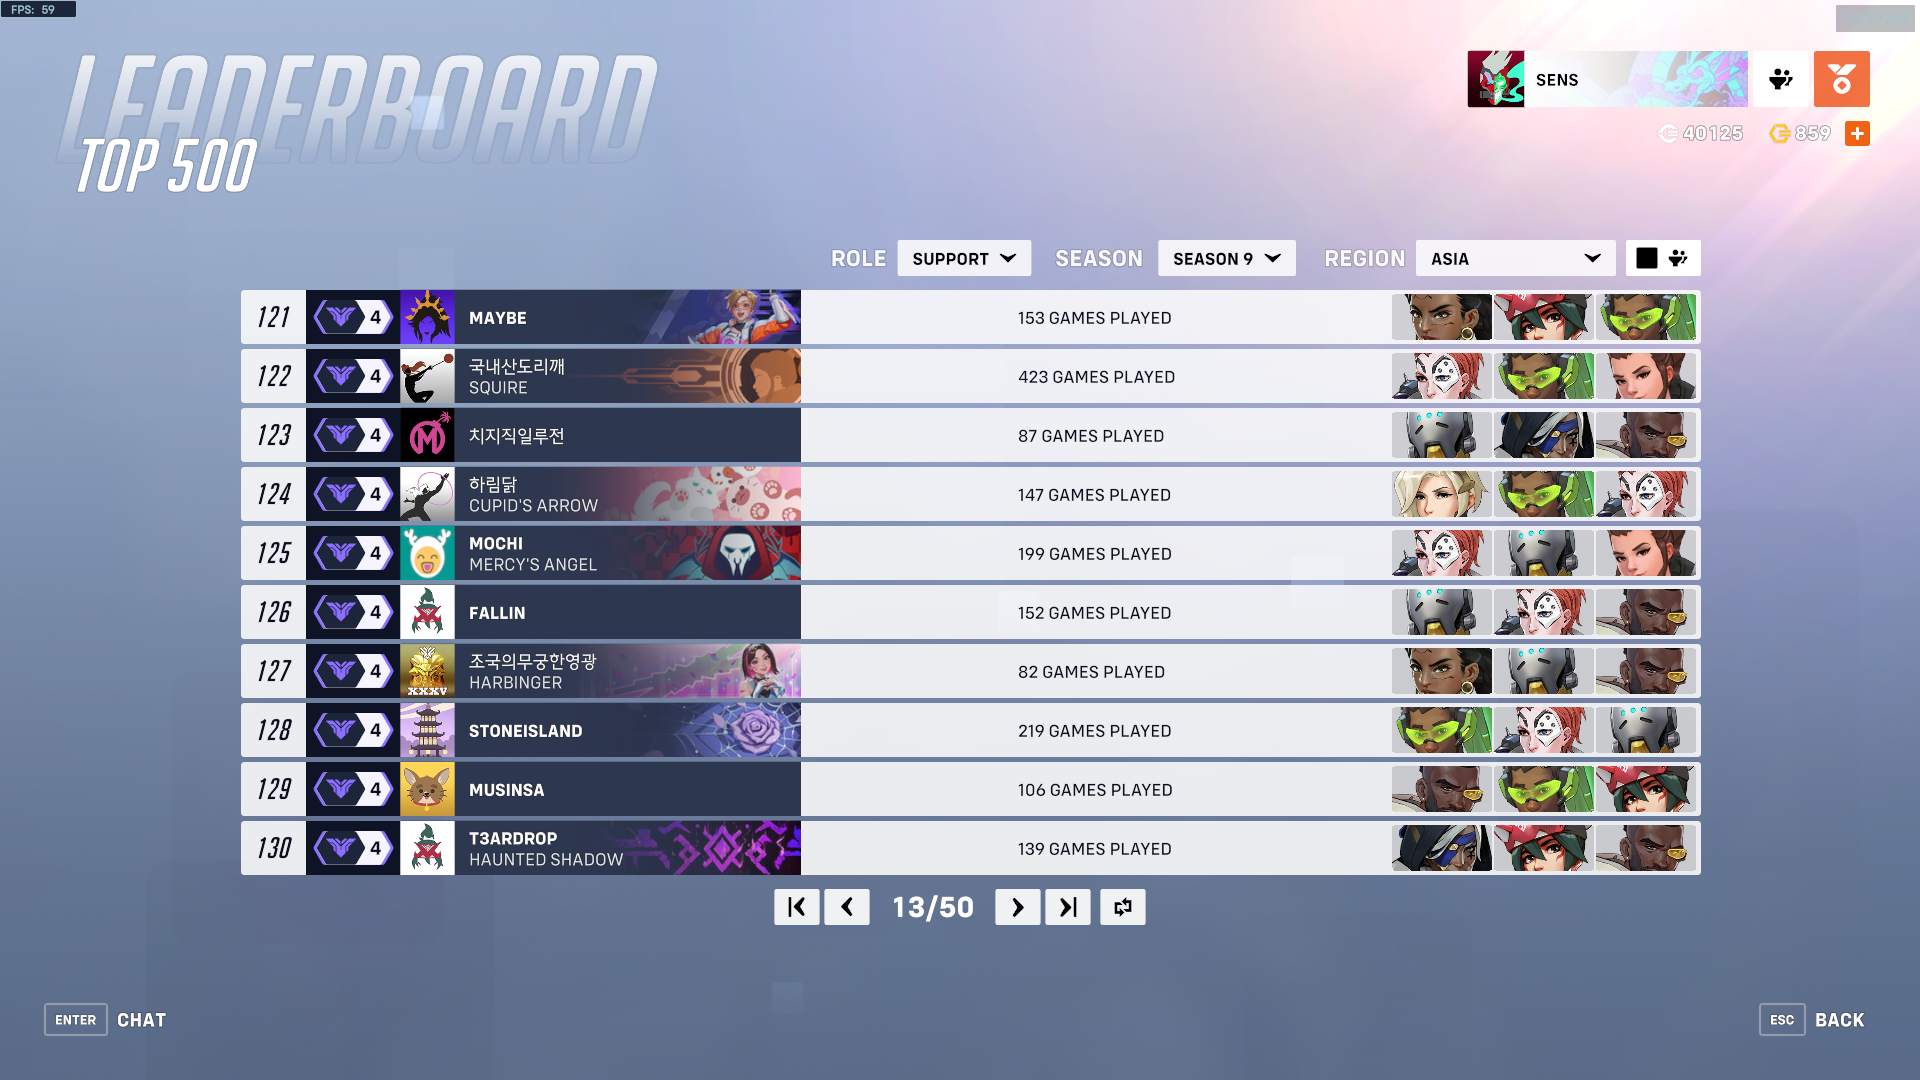 FPS: 59
LEADERBOARD
TOP 500
SENS
40125
859
ROLE
SUPPORT
SEASON
SEASON 9
REGION
ASIA
121 4 MAYBE 153 GAMES PLAYED
122 4 국내산도리깨 423 GAMES PLAYED
SQUIRE
123 4 치지직일루전 87 GAMES PLAYED
124 4 하림닭 147 GAMES PLAYED
CUPID'S ARROW
125 4 MOCHI 199 GAMES PLAYED
MERCY'S ANGEL
126 4 FALLIN 152 GAMES PLAYED
127 4 XXXV 조국의무궁한영광 82 GAMES PLAYED
HARBINGER
128 4 STONEISLAND 219 GAMES PLAYED
129 4 MUSINSA 106 GAMES PLAYED
130 4 T3ARDROP 139 GAMES PLAYED
HAUNTED SHADOW
13/50
ENTER CHAT
ESC BACK